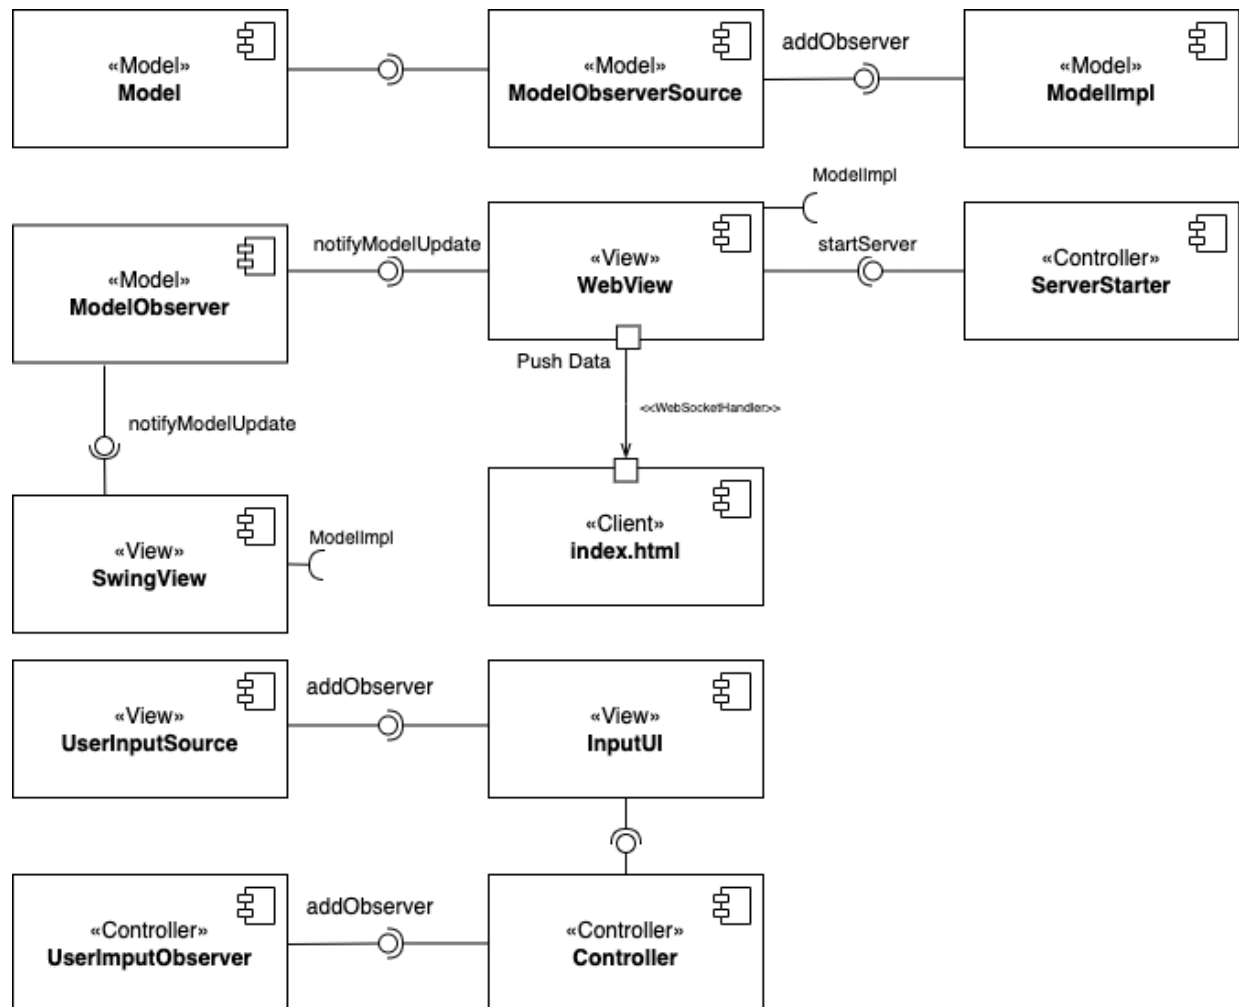 «Model»
Model
«Model»
ModelObserverSource
addObserver
«Model»
ModelImpl
«Model»
ModelObserver
notifyModelUpdate
«View»
WebView
ModelImpl
startServer
«Controller»
ServerStarter
Push Data
<<WebSocketHandler>>
notifyModelUpdate
«View»
SwingView
ModelImpl
«Client»
index.html
«View»
UserInputSource
addObserver
«View»
InputUI
«Controller»
UserImputObserver
addObserver
«Controller»
Controller